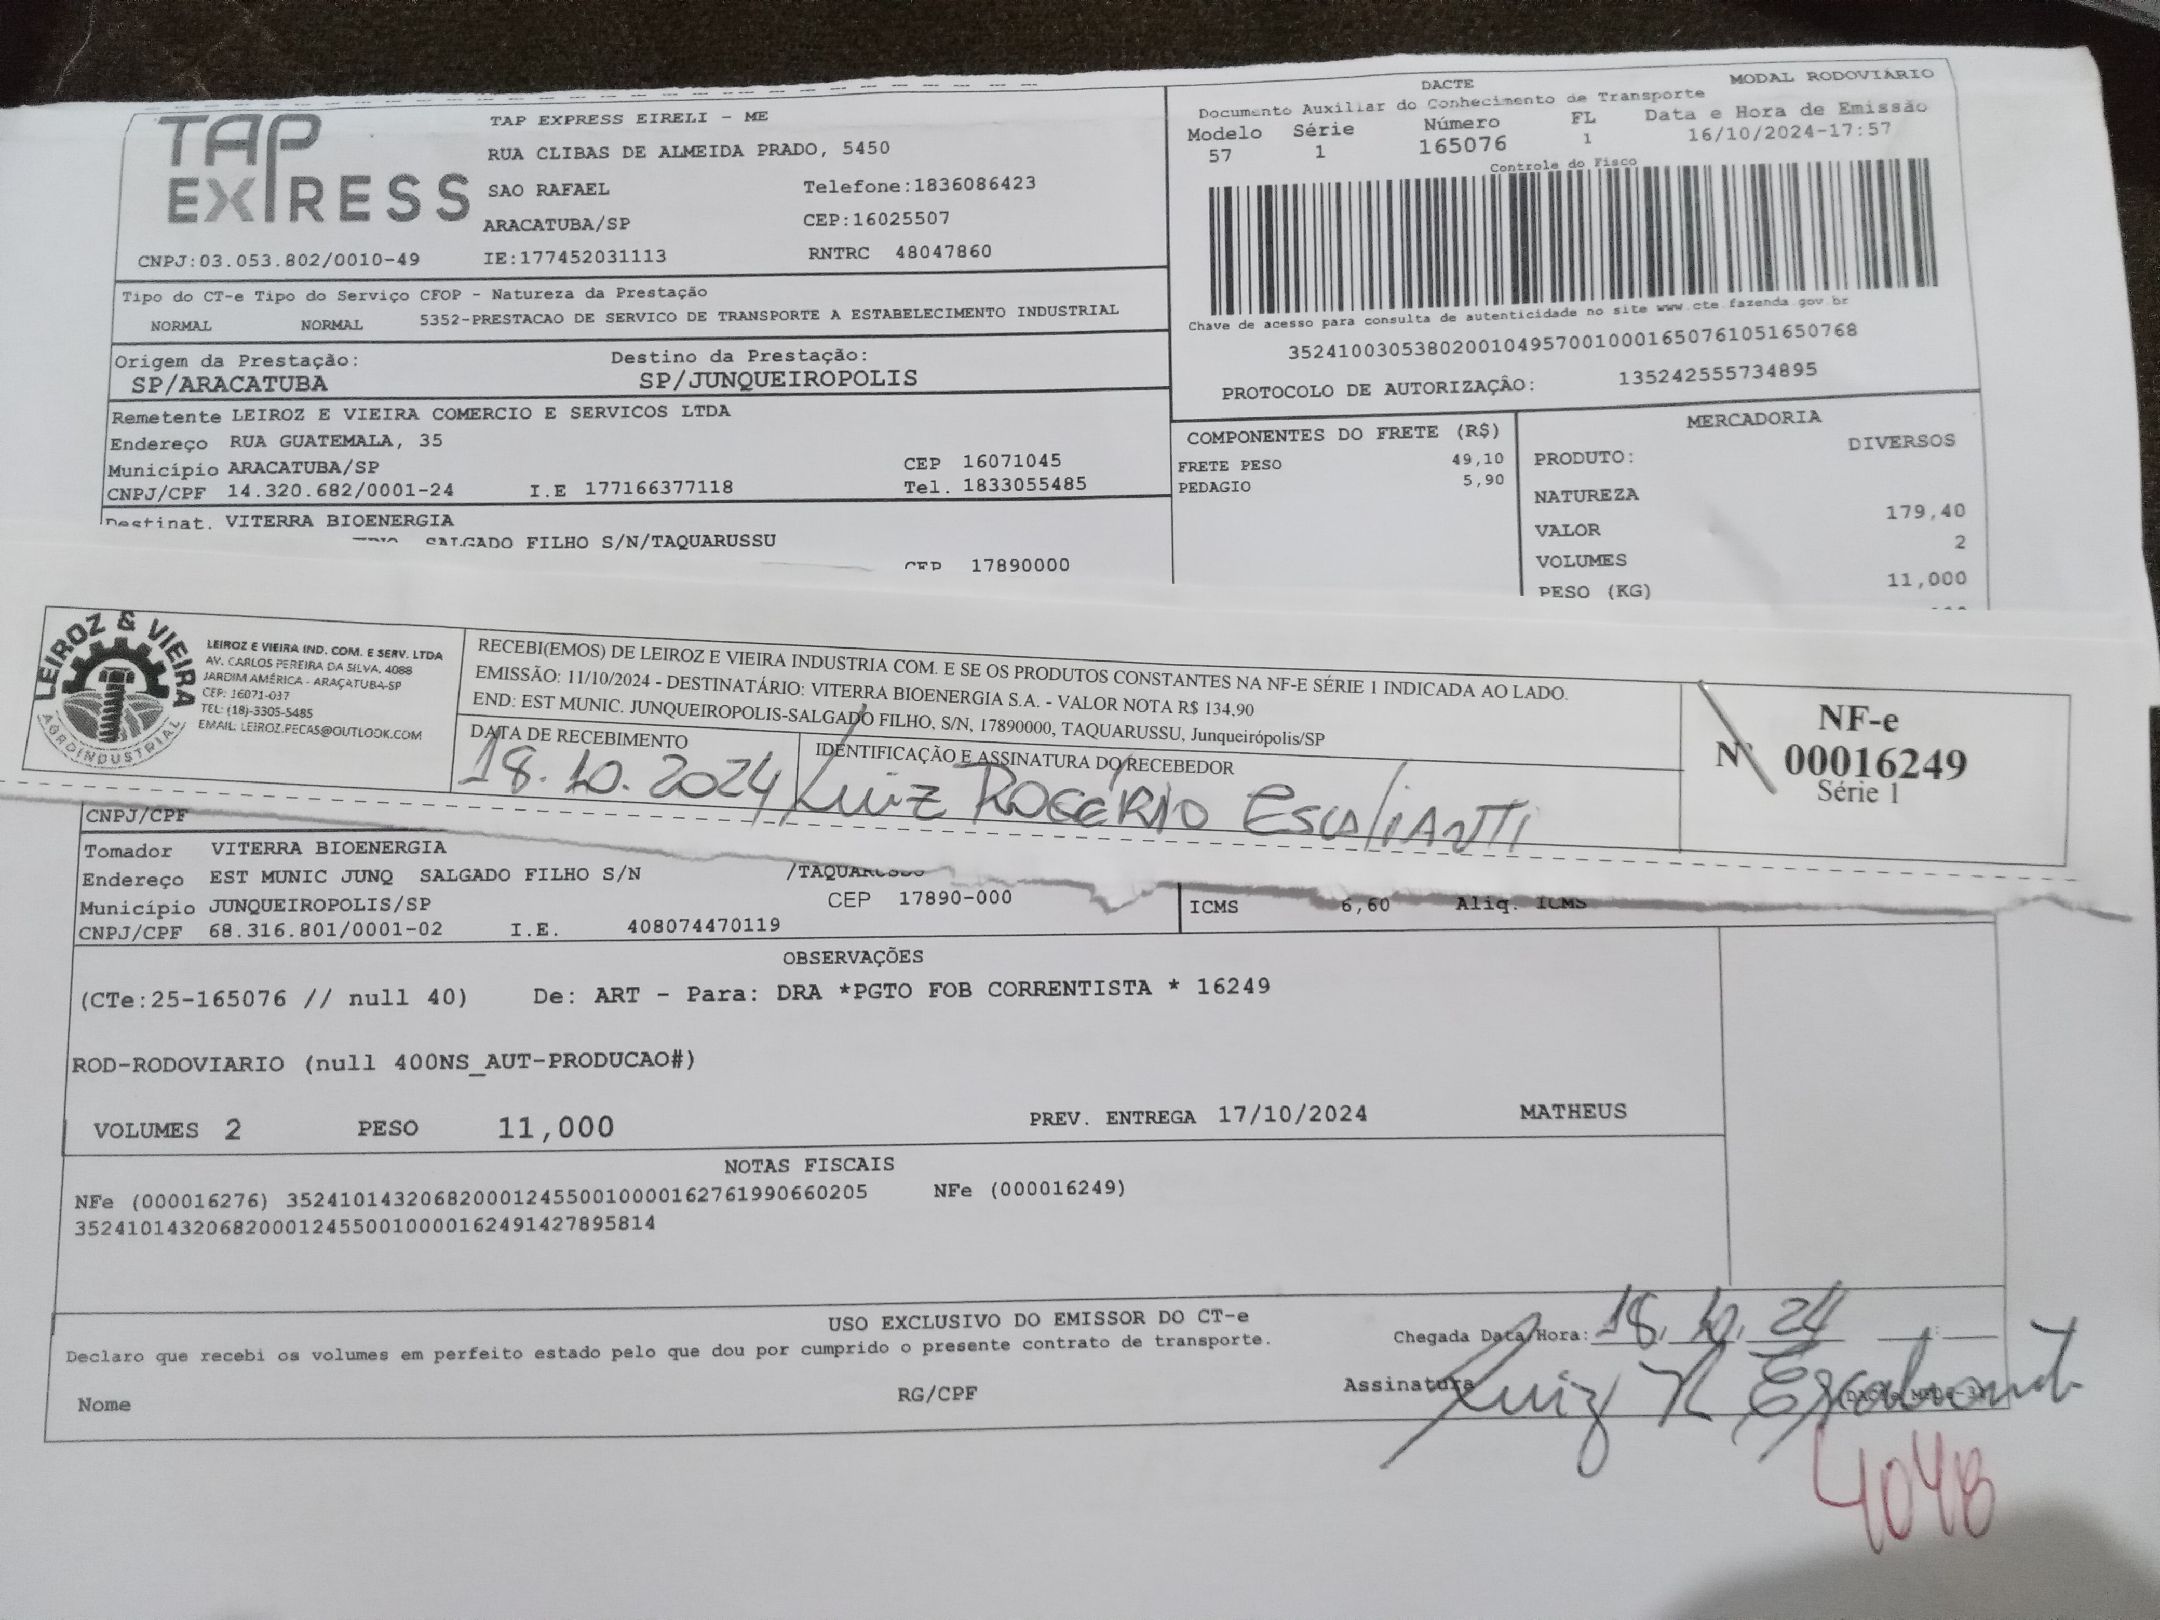 TAP EXPRESS
TAP EXPRESS EIRELI - ME
RUA CLIBAS DE ALMEIDA PRADO, 5450
SAO RAFAEL Telefone:1836086423
ARACATUBA/SP CEP:16025507
CNPJ:03.053.802/0010-49 IE:177452031113 RNTRC 48047860
DACTE MODAL RODOVIÁRIO
Documento Auxiliar do Conhecimento de Transporte
Modelo Série Número FL Data e Hora de Emissão
57 1 165076 1 16/10/2024-17:57
Controle do Fisco
Chave de acesso para consulta de autenticidade no site www.cte.fazenda.gov.br
35241003053802001049570010001650761051650768
PROTOCOLO DE AUTORIZAÇÃO: 135242555734895
Tipo do CT-e Tipo do Serviço CFOP - Natureza da Prestação
NORMAL NORMAL 5352-PRESTACAO DE SERVICO DE TRANSPORTE A ESTABELECIMENTO INDUSTRIAL
Origem da Prestação: Destino da Prestação:
SP/ARACATUBA SP/JUNQUEIROPOLIS
Remetente LEIROZ E VIEIRA COMERCIO E SERVICOS LTDA
Endereço RUA GUATEMALA, 35
Município ARACATUBA/SP CEP 16071045
CNPJ/CPF 14.320.682/0001-24 I.E 177166377118 Tel. 1833055485
Destinat. VITERRA BIOENERGIA
SALGADO FILHO S/N/TAQUARUSSU
CEP 17890000
COMPONENTES DO FRETE (R$)
FRETE PESO 49,10
PEDAGIO 5,90
MERCADORIA
PRODUTO: DIVERSOS
NATUREZA
VALOR 179,40
VOLUMES 2
PESO (KG) 11,000
LEIROZ & VIEIRA
AGROINDUSTRIAL
LEIROZ E VIEIRA IND. COM. E SERV. LTDA
AV. CARLOS PEREIRA DA SILVA, 4088
JARDIM AMÉRICA - ARAÇATUBA-SP
CEP: 16071-037
TEL: (18)-3305-5485
EMAIL: LEIROZ.PECAS@OUTLOOK.COM
RECEBI(EMOS) DE LEIROZ E VIEIRA INDUSTRIA COM. E SE OS PRODUTOS CONSTANTES NA NF-E SÉRIE 1 INDICADA AO LADO.
EMISSÃO: 11/10/2024 - DESTINATÁRIO: VITERRA BIOENERGIA S.A. - VALOR NOTA R$ 134,90
END: EST MUNIC. JUNQUEIROPOLIS-SALGADO FILHO, S/N, 17890000, TAQUARUSSU, Junqueirópolis/SP
DATA DE RECEBIMENTO IDENTIFICAÇÃO E ASSINATURA DO RECEBEDOR
18.10.2024 Luiz ROGÉRIO
NF-e
Nº 00016249
Série 1
CNPJ/CPF
Tomador VITERRA BIOENERGIA
Endereço EST MUNIC JUNQ SALGADO FILHO S/N /TAQUARUSSU
Município JUNQUEIROPOLIS/SP CEP 17890-000
CNPJ/CPF 68.316.801/0001-02 I.E. 408074470119
ICMS 6,60 Aliq. ICMS
OBSERVAÇÕES
(CTe:25-165076 // null 40) De: ART - Para: DRA *PGTO FOB CORRENTISTA * 16249
ROD-RODOVIARIO (null 400NS_AUT-PRODUCAO#)
VOLUMES 2 PESO 11,000 PREV. ENTREGA 17/10/2024 MATHEUS
NOTAS FISCAIS
NFe (000016276) 35241014320682000124550010000162761990660205 NFe (000016249)
35241014320682000124550010000162491427895814
USO EXCLUSIVO DO EMISSOR DO CT-e
Declaro que recebi os volumes em perfeito estado pelo que dou por cumprido o presente contrato de transporte.
Chegada Data/Hora: 18.10.24
Nome RG/CPF Assinatura Luiz R
4048